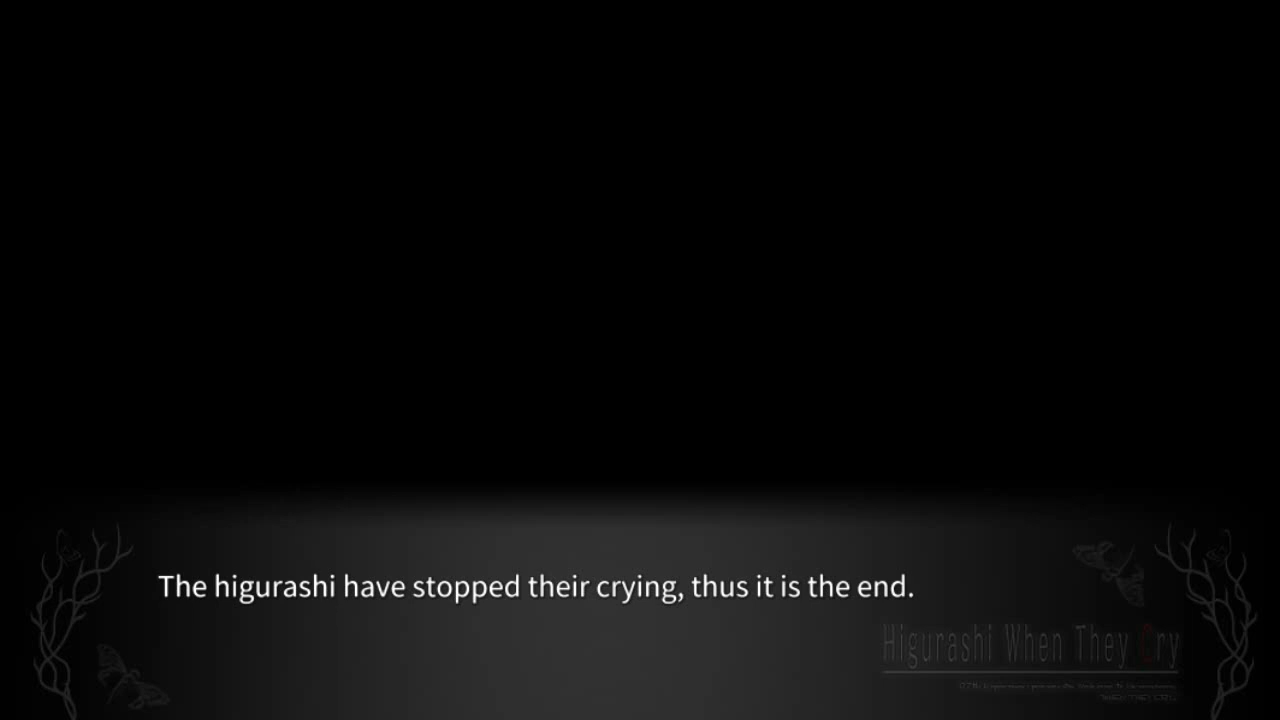 The higurashi have stopped their crying, thus it is the end.
Higurashi When They Cry